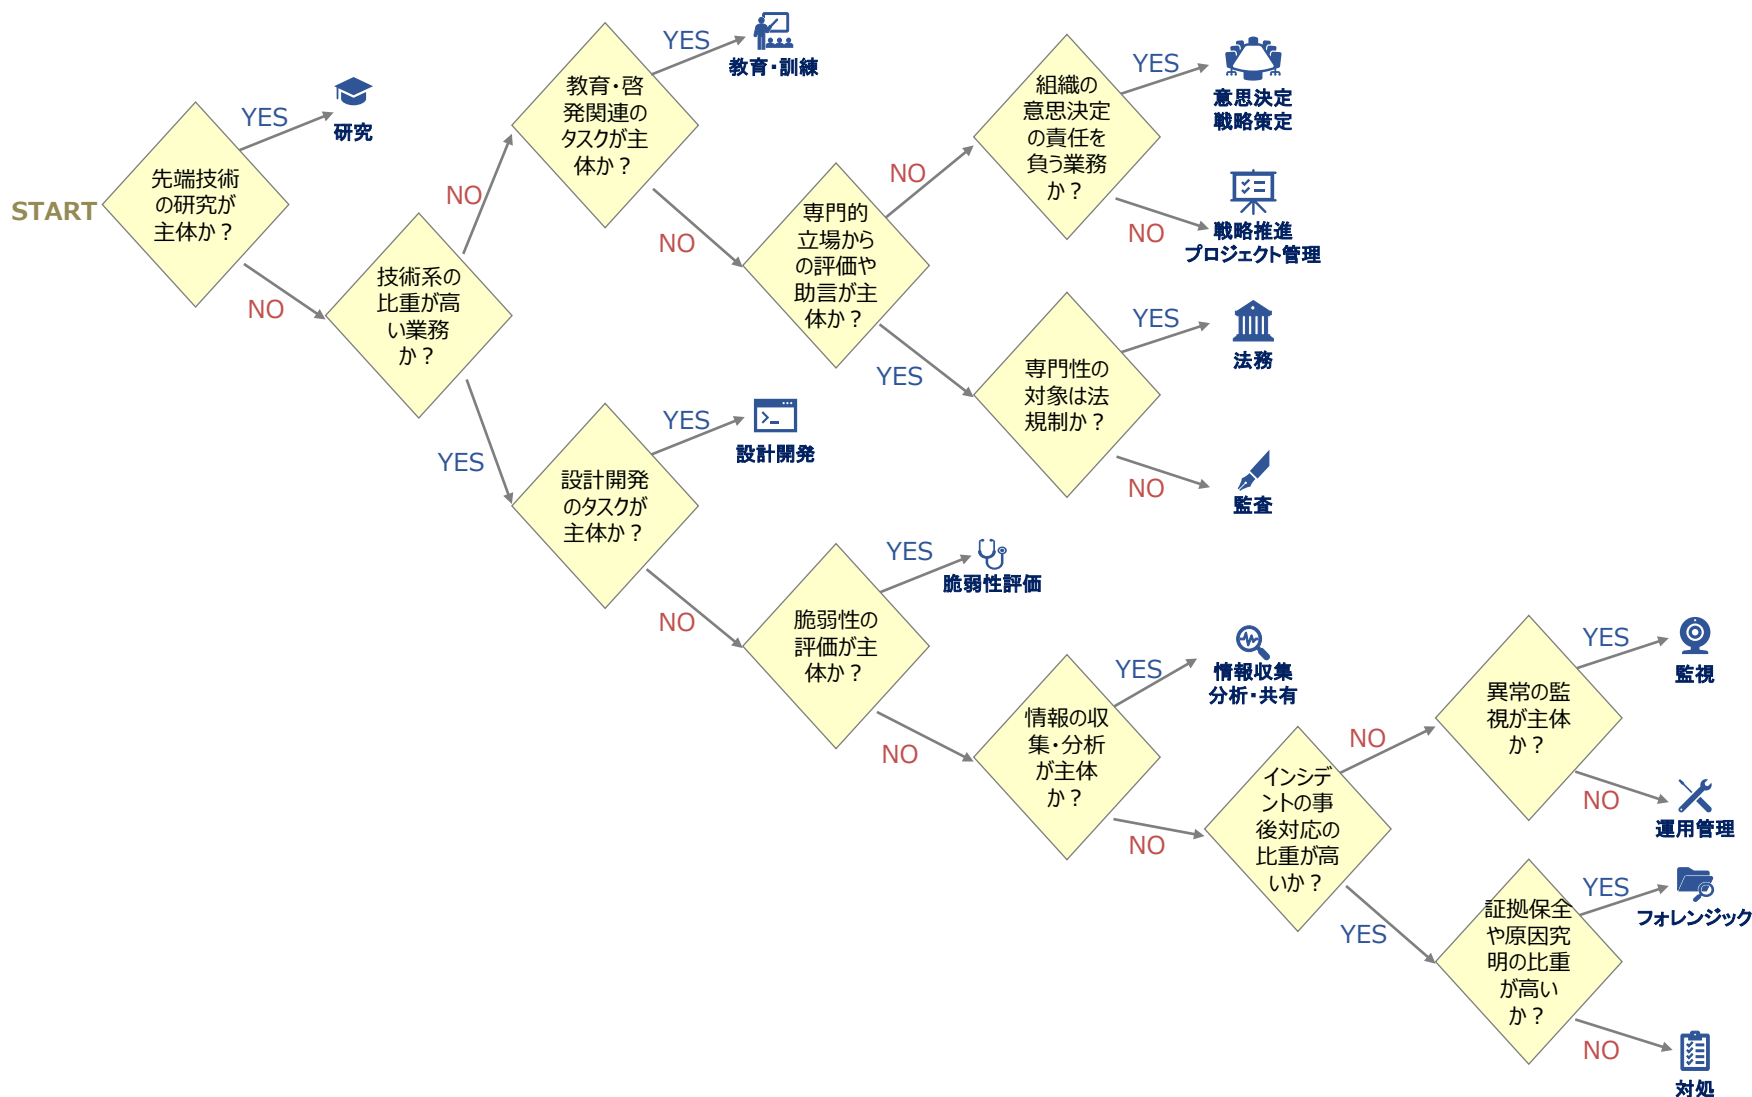 START
先端技術
の研究が
主体か？
YES
研究
NO
技術系の
比重が高
い業務
か？
NO
教育・啓
発関連の
タスクが主
体か？
YES
教育・訓練
NO
専門的
立場から
の評価や
助言が主
体か？
NO
組織の
意思決定
の責任を
負う業務
か？
YES
意思決定
戦略策定
NO
戦略推進
プロジェクト管理
YES
専門性の
対象は法
規制か？
YES
法務
NO
監査
YES
設計開発
のタスクが
主体か？
YES
設計開発
NO
脆弱性の
評価が主
体か？
YES
脆弱性評価
NO
情報の収
集・分析
が主体
か？
YES
情報収集
分析・共有
NO
インシデ
ントの事
後対応の
比重が高
いか？
NO
異常の監
視が主体
か？
YES
監視
NO
運用管理
YES
証拠保全
や原因究
明の比重
が高い
か？
YES
フォレンジック
NO
対処